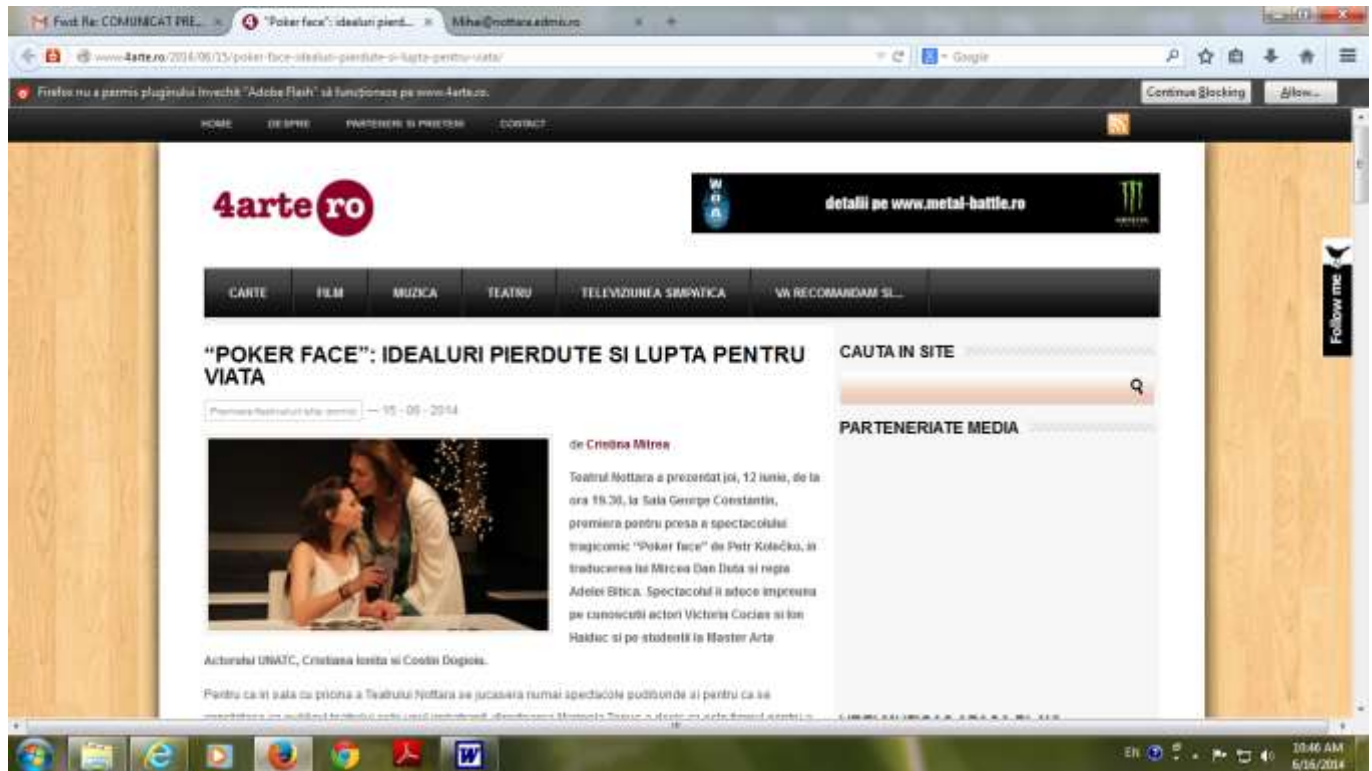 Fwd: Re: COMUNICAT PRE...
"Poker face": idealuri pierd...
Mihai@nottara.edmis.ro
www.4arte.ro/2014/06/15/poker-face-idealuri-pierdute-si-lupta-pentru-viata/
Google
Firefox nu a permis pluginului învechit "Adobe Flash" să funcționeze pe www.4arte.ro.
Continue Blocking
Allow...
HOME
DESPRE
PARTENERI SI PRIETENI
CONTACT
4arte ro
detalii pe www.metal-battle.ro
Follow me
CARTE
FILM
MUZICA
TEATRU
TELEVIZIUNEA SIMPATICA
VA RECOMANDAM SI...
"POKER FACE": IDEALURI PIERDUTE SI LUPTA PENTRU
VIATA
— 15 - 06 - 2014
CAUTA IN SITE
PARTENERIATE MEDIA
de Cristina Mitrea
Teatrul Nottara a prezentat joi, 12 iunie, de la
ora 19.30, la Sala George Constantin,
premiera pentru presa a spectacolului
tragicomic "Poker face" de Petr Kolečko, in
traducerea lui Mircea Dan Duta si regia
Adelei Bitica. Spectacolul ii aduce impreuna
pe cunoscutii actori Victoria Cocias si Ion
Haiduc si pe studentii la Master Arta
Actorului UNATC, Cristiana Ionita si Costin Dogioiu.
Pentru ca in sala cu pricina a Teatrului Nottara se jucasera numai spectacole pudibonde si pentru ca se
EN
10:46 AM
6/16/2014